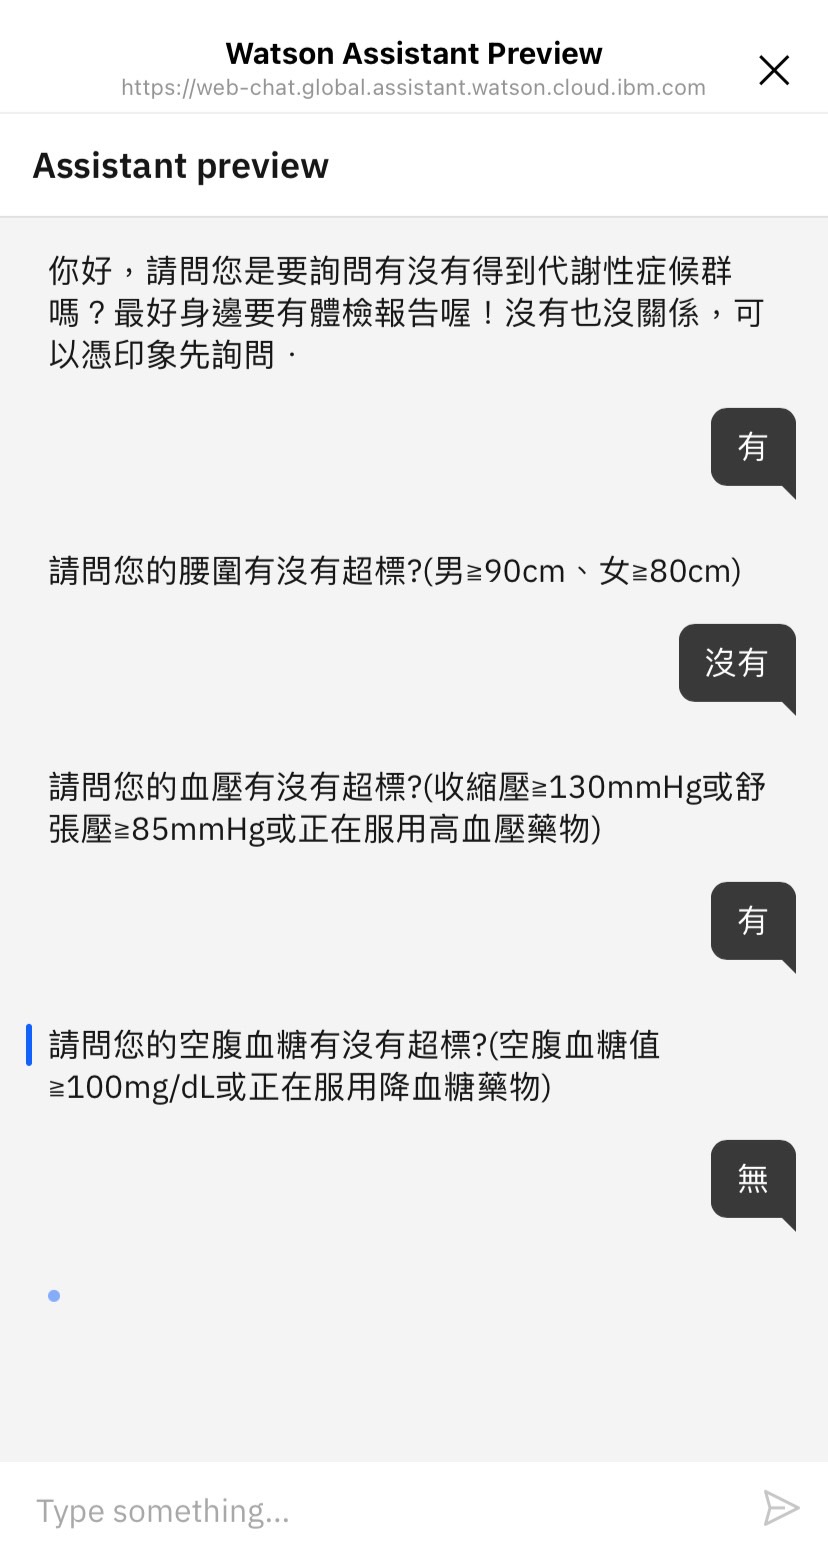 Watson Assistant Preview
https://web-chat.global.assistant.watson.cloud.ibm.com
Assistant preview
你好，請問您是要詢問有沒有得到代謝性症候群
嗎？最好身邊要有體檢報告喔！沒有也沒關係，可
以憑印象先詢問．
有
請問您的腰圍有沒有超標?(男≧90cm、女≧80cm)
沒有
請問您的血壓有沒有超標?(收縮壓≧130mmHg或舒
張壓≧85mmHg或正在服用高血壓藥物)
有
請問您的空腹血糖有沒有超標?(空腹血糖值
≧100mg/dL或正在服用降血糖藥物)
無
Type something...